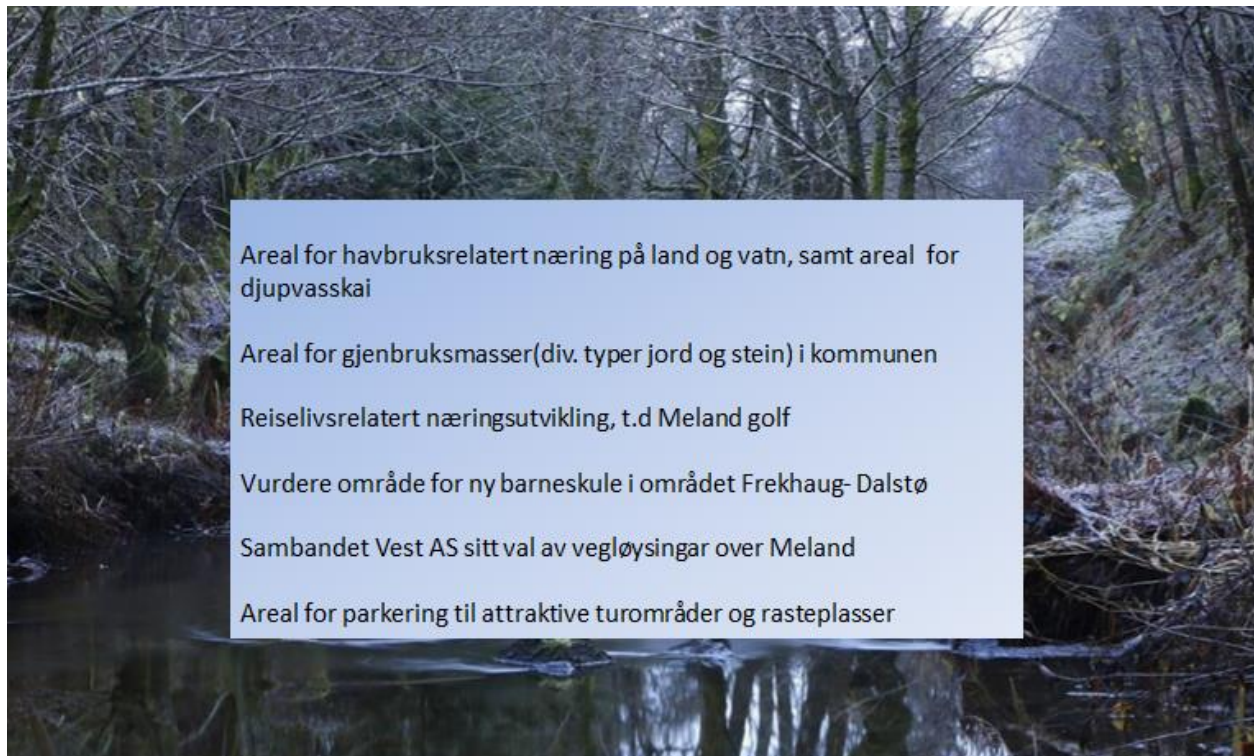 Areal for havbruksrelatert næring på land og vatn, samt areal  for
djupvasskai
Areal for gjenbruksmasser(div. typer jord og stein) i kommunen
Reiselivsrelatert næringsutvikling, t.d Meland golf
Vurdere område for ny barneskule i området Frekhaug- Dalstø
Sambandet Vest AS sitt val av vegløysingar over Meland
Areal for parkering til attraktive turområder og rasteplasser